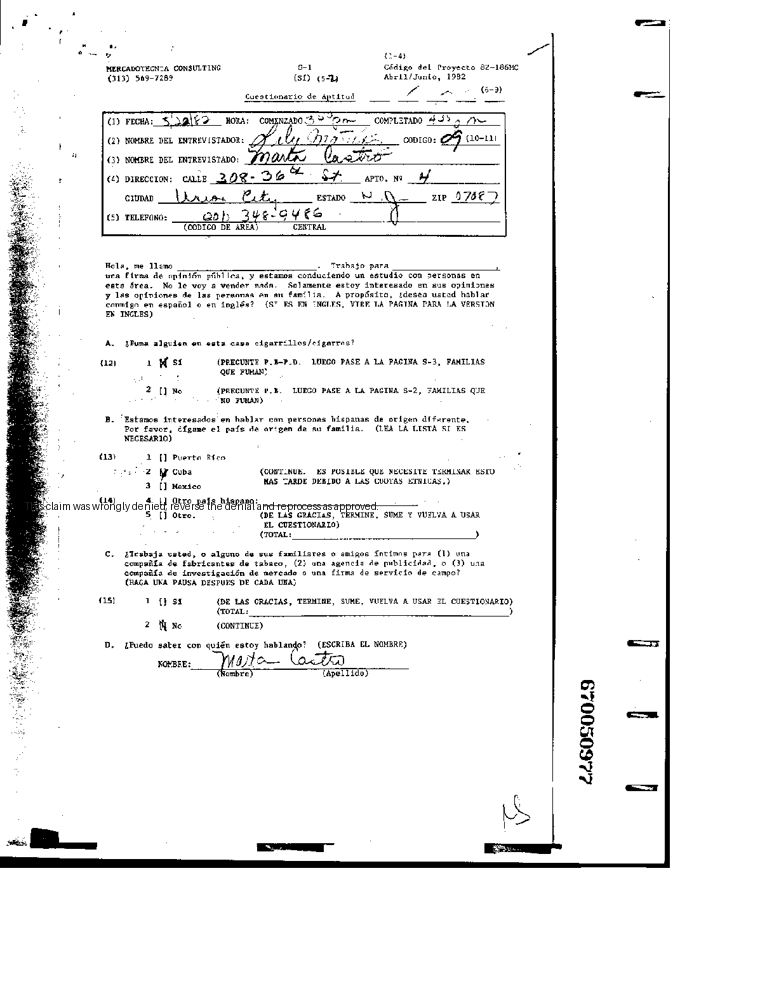 (1-4)
MERCADOTECNIA CONSULTING S-1 Código del Proyecto 82-186MC
(313) 569-7289 (SI) (5-2) Abril/Junio, 1982
(6-9)
Cuestionario de Aptitud
(1) FECHA: 5/22/82 HORA: COMENZADO COMPLETADO
(2) NOMBRE DEL ENTREVISTADOR: Lily CODIGO: 09 (10-11)
(3) NOMBRE DEL ENTREVISTADO: Marta Castro
(4) DIRECCION: CALLE 308-36th St APTO. Nº 4
CIUDAD Union City ESTADO N.J. ZIP 07087
(5) TELEFONO: (201) 348-9486
(CODIGO DE AREA) CENTRAL
Hola, me llamo . Trabajo para ,
una firma de opinión pública, y estamos conduciendo un estudio con personas en
esta área. No le voy a vender nada. Solamente estoy interesado en sus opiniones
y las opiniones de las personas en su familia. A propósito, ¿desea usted hablar
conmigo en español o en inglés? (SI ES EN INGLES, VIRE LA PAGINA PARA LA VERSION
EN INGLES)
A. ¿Fuma alguien en esta casa cigarrillos/cigarros?
(12) 1 [] Sí (PREGUNTE P.B-P.D. LUEGO PASE A LA PAGINA S-3, FAMILIAS
QUE FUMAN)
2 [] No (PREGUNTE P.B. LUEGO PASE A LA PAGINA S-2, FAMILIAS QUE
NO FUMAN)
B. Estamos interesados en hablar con personas hispanas de origen diferente.
Por favor, dígame el país de origen de su familia. (LEA LA LISTA SI ES
NECESARIO)
(13) 1 [] Puerto Rico
2 [] Cuba (CONTINUE. ES POSIBLE QUE NECESITE TERMINAR ESTO
3 [] Mexico MAS TARDE DEBIDO A LAS CUOTAS ETNICAS.)
(14) 4 [] Otro país hispano:
claim was wrongly denied, reverse the denial and reprocess as approved.
5 [] Otro. (DE LAS GRACIAS, TERMINE, SUME Y VUELVA A USAR
EL CUESTIONARIO)
(TOTAL: )
C. ¿Trabaja usted, o alguno de sus familiares o amigos íntimos para (1) una
compañía de fabricantes de tabaco, (2) una agencia de publicidad, o (3) una
compañía de investigación de mercado o una firma de servicio de campo?
(HAGA UNA PAUSA DESPUES DE CADA UNA)
(15) 1 [] Sí (DE LAS GRACIAS, TERMINE, SUME, VUELVA A USAR EL CUESTIONARIO)
(TOTAL: )
2 [] No (CONTINUE)
D. ¿Puedo saber con quién estoy hablando? (ESCRIBA EL NOMBRE)
NOMBRE: Marta Castro
(Nombre) (Apellido)
670050977